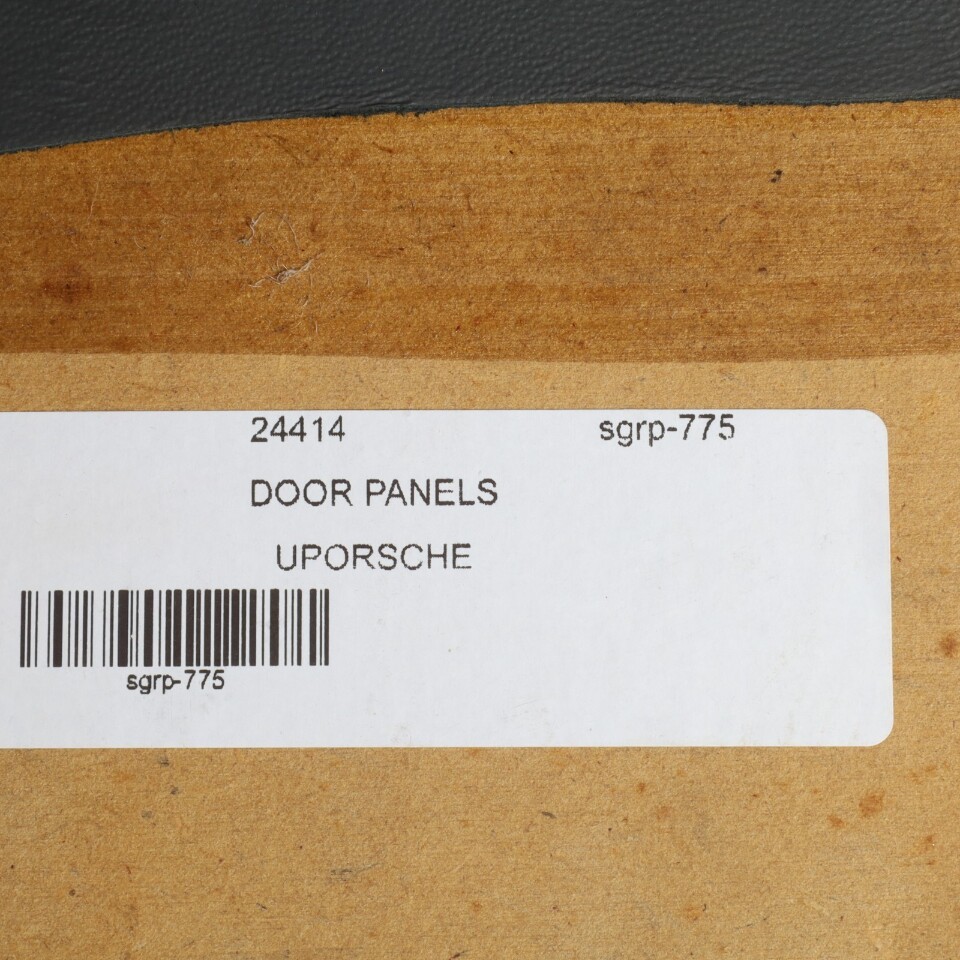 24414 sgrp-775
DOOR PANELS
UPORSCHE
sgrp-775